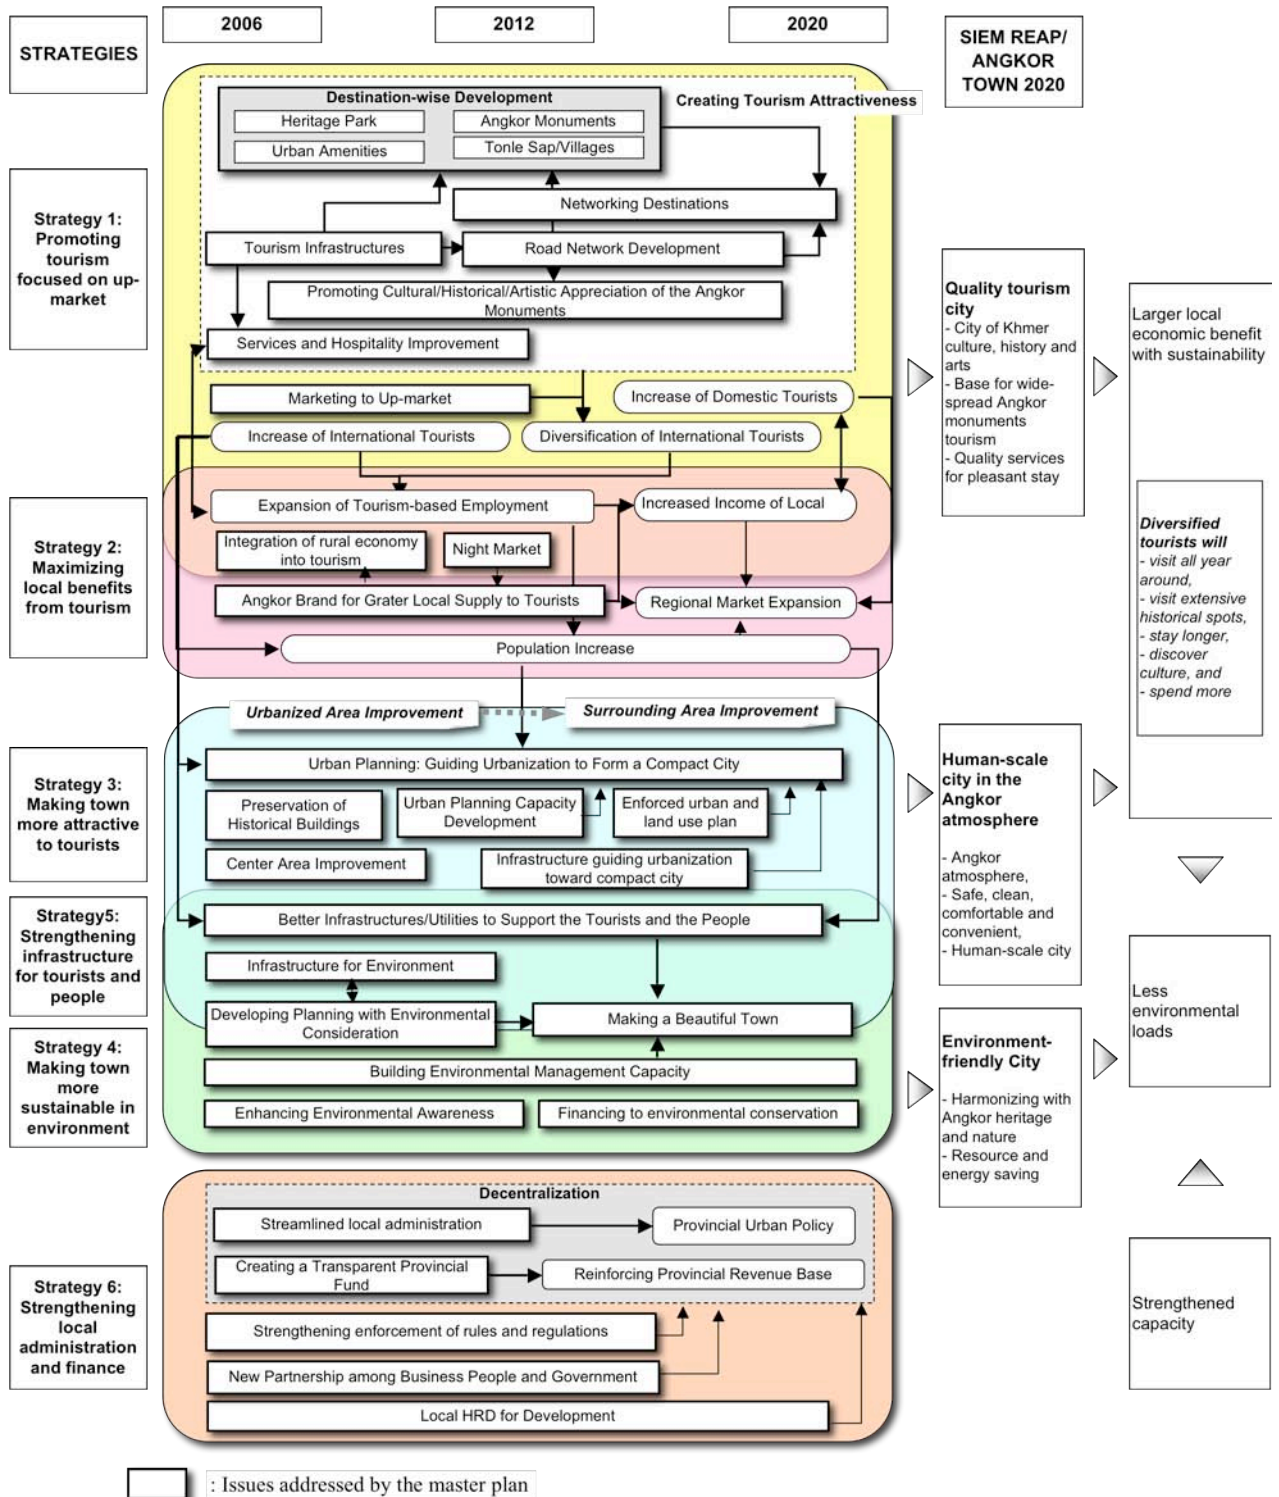 2006
2012
2020
STRATEGIES
SIEM REAP/
ANGKOR
TOWN 2020
Destination-wise Development
Creating Tourism Attractiveness
Heritage Park
Angkor Monuments
Urban Amenities
Tonle Sap/Villages
Strategy 1:
Promoting
tourism
focused on up-
market
Networking Destinations
Tourism Infrastructures
Road Network Development
Promoting Cultural/Historical/Artistic Appreciation of the Angkor
Monuments
Services and Hospitality Improvement
Marketing to Up-market
Increase of Domestic Tourists
Increase of International Tourists
Diversification of International Tourists
Quality tourism
city
- City of Khmer
culture, history and
arts
- Base for wide-
spread Angkor
monuments
tourism
- Quality services
for pleasant stay
Larger local
economic benefit
with sustainability
Strategy 2:
Maximizing
local benefits
from tourism
Expansion of Tourism-based Employment
Increased Income of Local
Integration of rural economy
into tourism
Night Market
Angkor Brand for Grater Local Supply to Tourists
Regional Market Expansion
Population Increase
Diversified
tourists will
- visit all year
around,
- visit extensive
historical spots,
- stay longer,
- discover
culture, and
- spend more
Urbanized Area Improvement
Surrounding Area Improvement
Strategy 3:
Making town
more attractive
to tourists
Urban Planning: Guiding Urbanization to Form a Compact City
Preservation of
Historical Buildings
Urban Planning Capacity
Development
Enforced urban and
land use plan
Center Area Improvement
Infrastructure guiding urbanization
toward compact city
Human-scale
city in the
Angkor
atmosphere
- Angkor
atmosphere,
- Safe, clean,
comfortable and
convenient,
- Human-scale city
Strategy5:
Strengthening
infrastructure
for tourists and
people
Better Infrastructures/Utilities to Support the Tourists and the People
Infrastructure for Environment
Developing Planning with Environmental
Consideration
Making a Beautiful Town
Less
environmental
loads
Strategy 4:
Making town
more
sustainable in
environment
Building Environmental Management Capacity
Enhancing Environmental Awareness
Financing to environmental conservation
Environment-
friendly City
- Harmonizing with
Angkor heritage
and nature
- Resource and
energy saving
Decentralization
Streamlined local administration
Provincial Urban Policy
Creating a Transparent Provincial
Fund
Reinforcing Provincial Revenue Base
Strategy 6:
Strengthening
local
administration
and finance
Strengthening enforcement of rules and regulations
New Partnership among Business People and Government
Local HRD for Development
Strengthened
capacity
: Issues addressed by the master plan